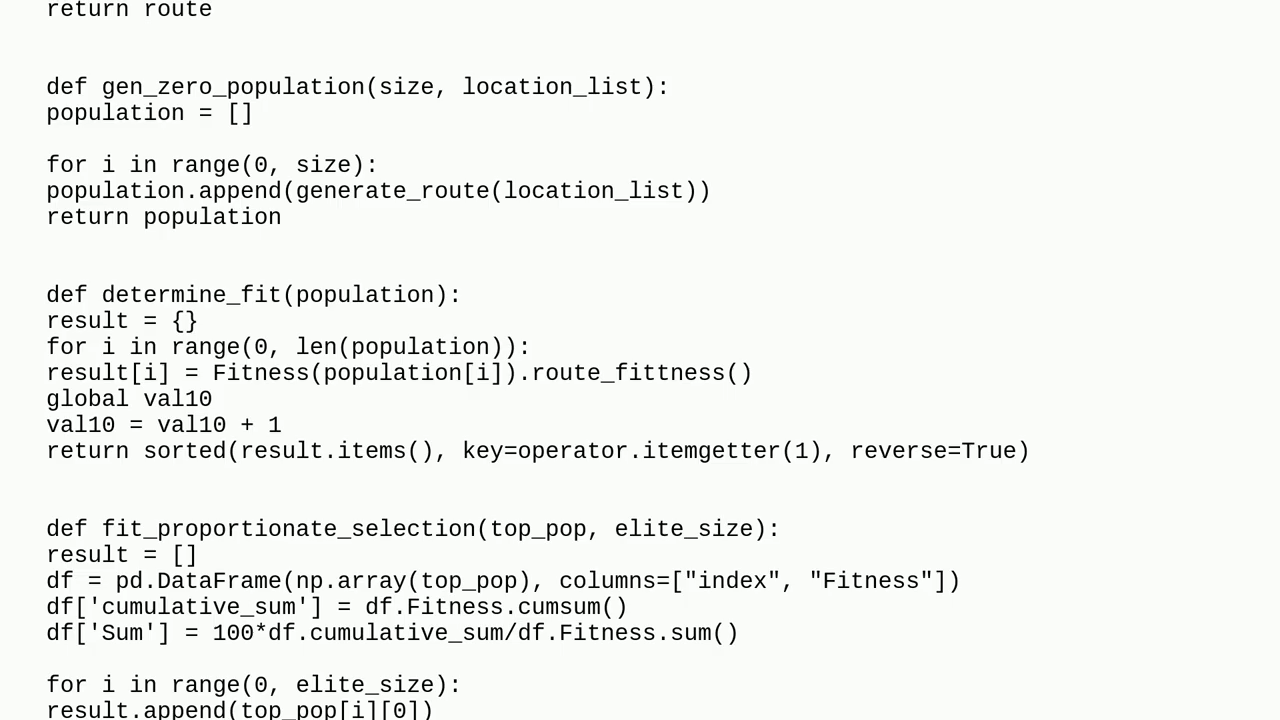 return route
def gen_zero_population(size, location_list):
population = []
for i in range(0, size):
population.append(generate_route(location_list))
return population
def determine_fit(population):
result = {}
for i in range(0, len(population)):
result[i] = Fitness(population[i]).route_fittness()
global val10
val10 = val10 + 1
return sorted(result.items(), key=operator.itemgetter(1), reverse=True)
def fit_proportionate_selection(top_pop, elite_size):
result = []
df = pd.DataFrame(np.array(top_pop), columns=["index", "Fitness"])
df['cumulative_sum'] = df.Fitness.cumsum()
df['Sum'] = 100*df.cumulative_sum/df.Fitness.sum()
for i in range(0, elite_size):
result.append(top_pop[i][0])